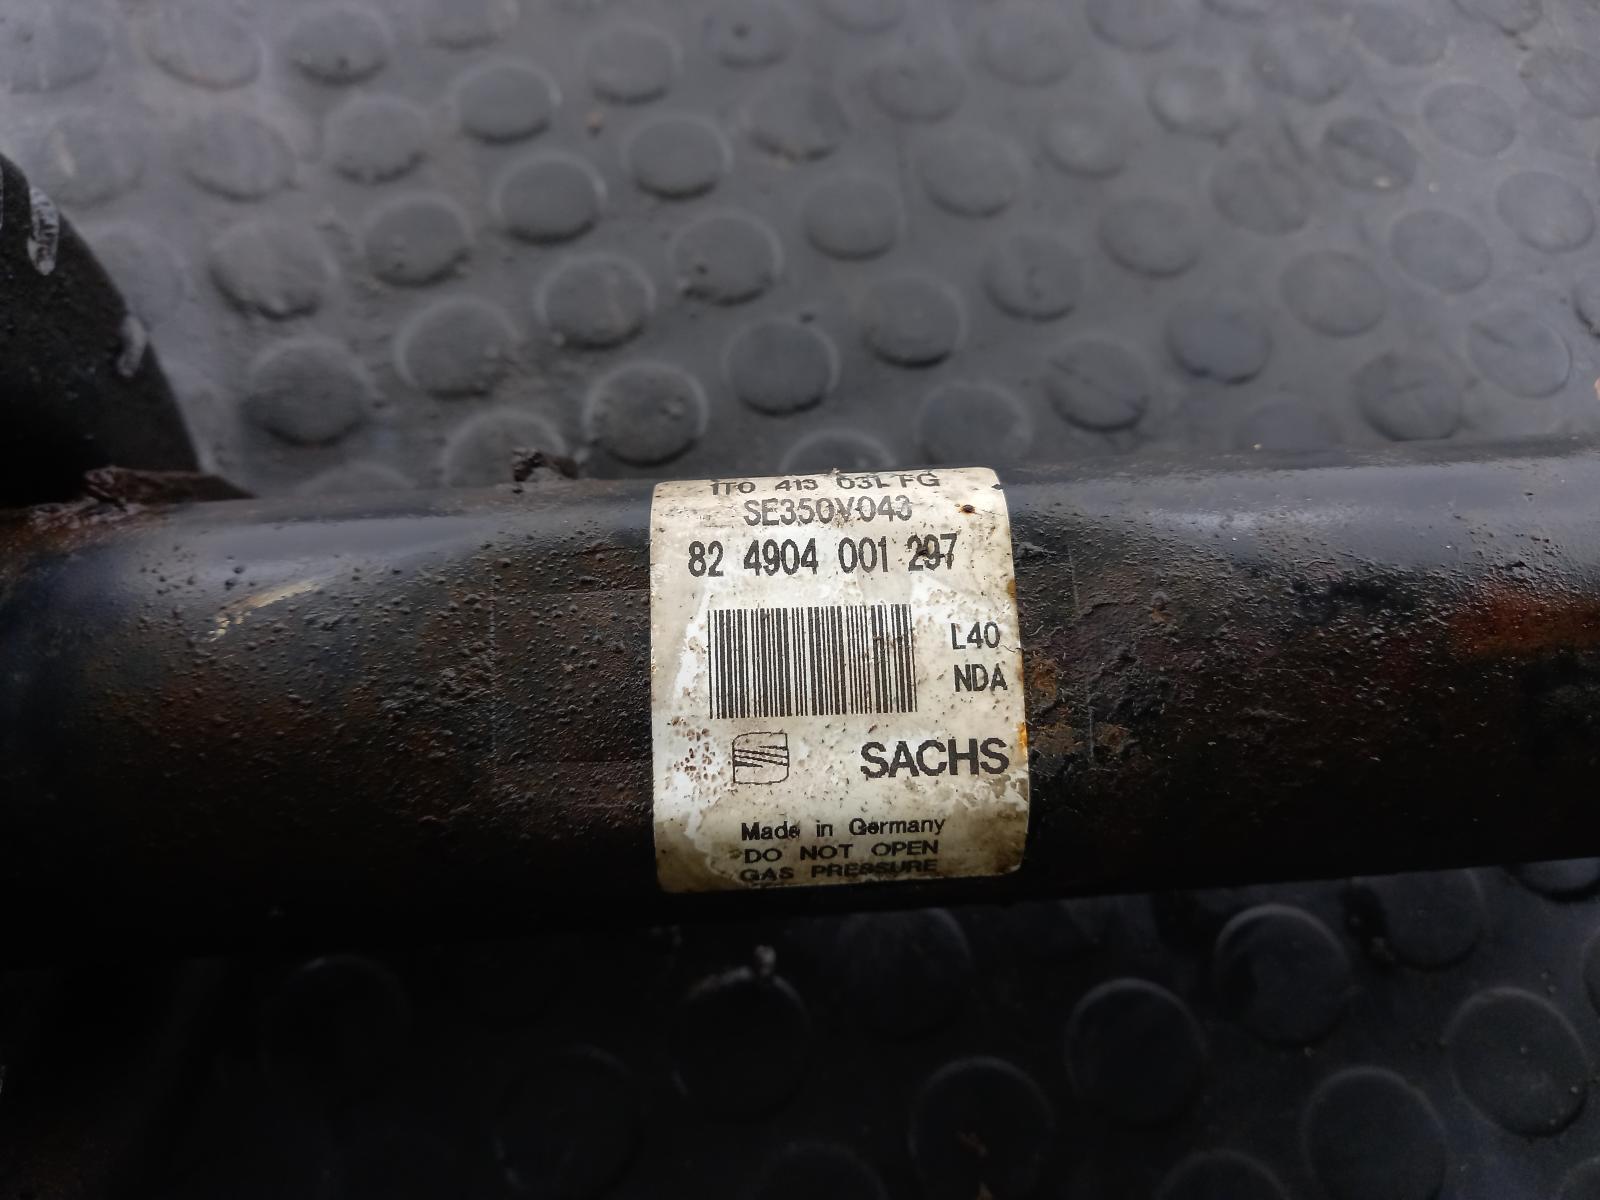 1T0 413 031 FG
SE350V043
82 4904 001 297
L40
NDA
SACHS
Made in Germany
DO NOT OPEN
GAS PRESSURE